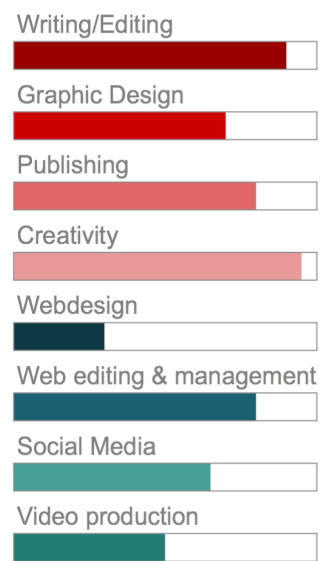 Writing/Editing
Graphic Design
Publishing
Creativity
Webdesign
Web editing & management
Social Media
Video production